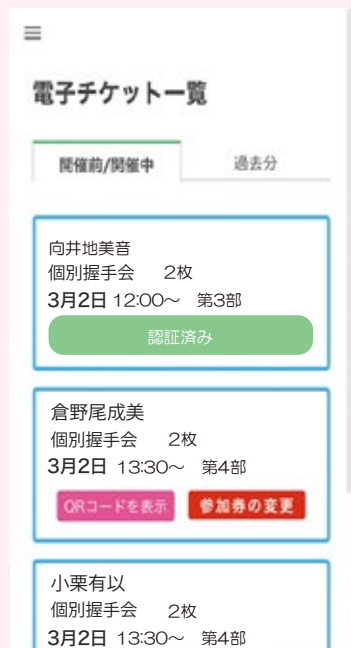 電子チケット一覧
開催前/開催中 過去分
向井地美音
個別握手会 2枚
3月2日 12:00〜 第3部
認証済み
倉野尾成美
個別握手会 2枚
3月2日 13:30〜 第4部
QRコードを表示 参加券の変更
小栗有以
個別握手会 2枚
3月2日 13:30〜 第4部